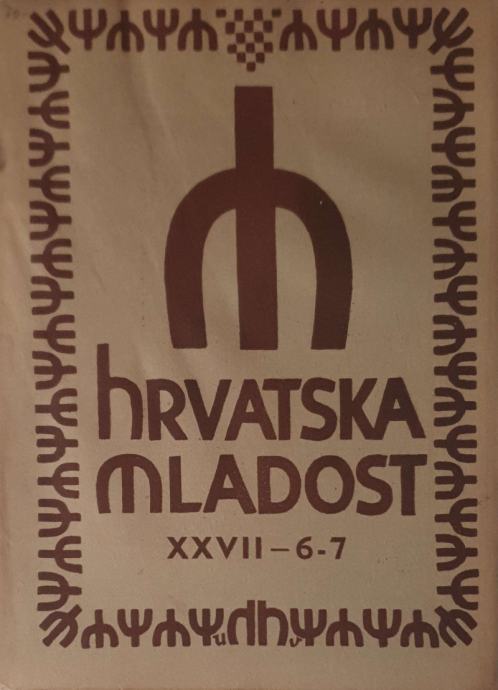 hRVATSKA
MLADOST
XXVII – 6-7